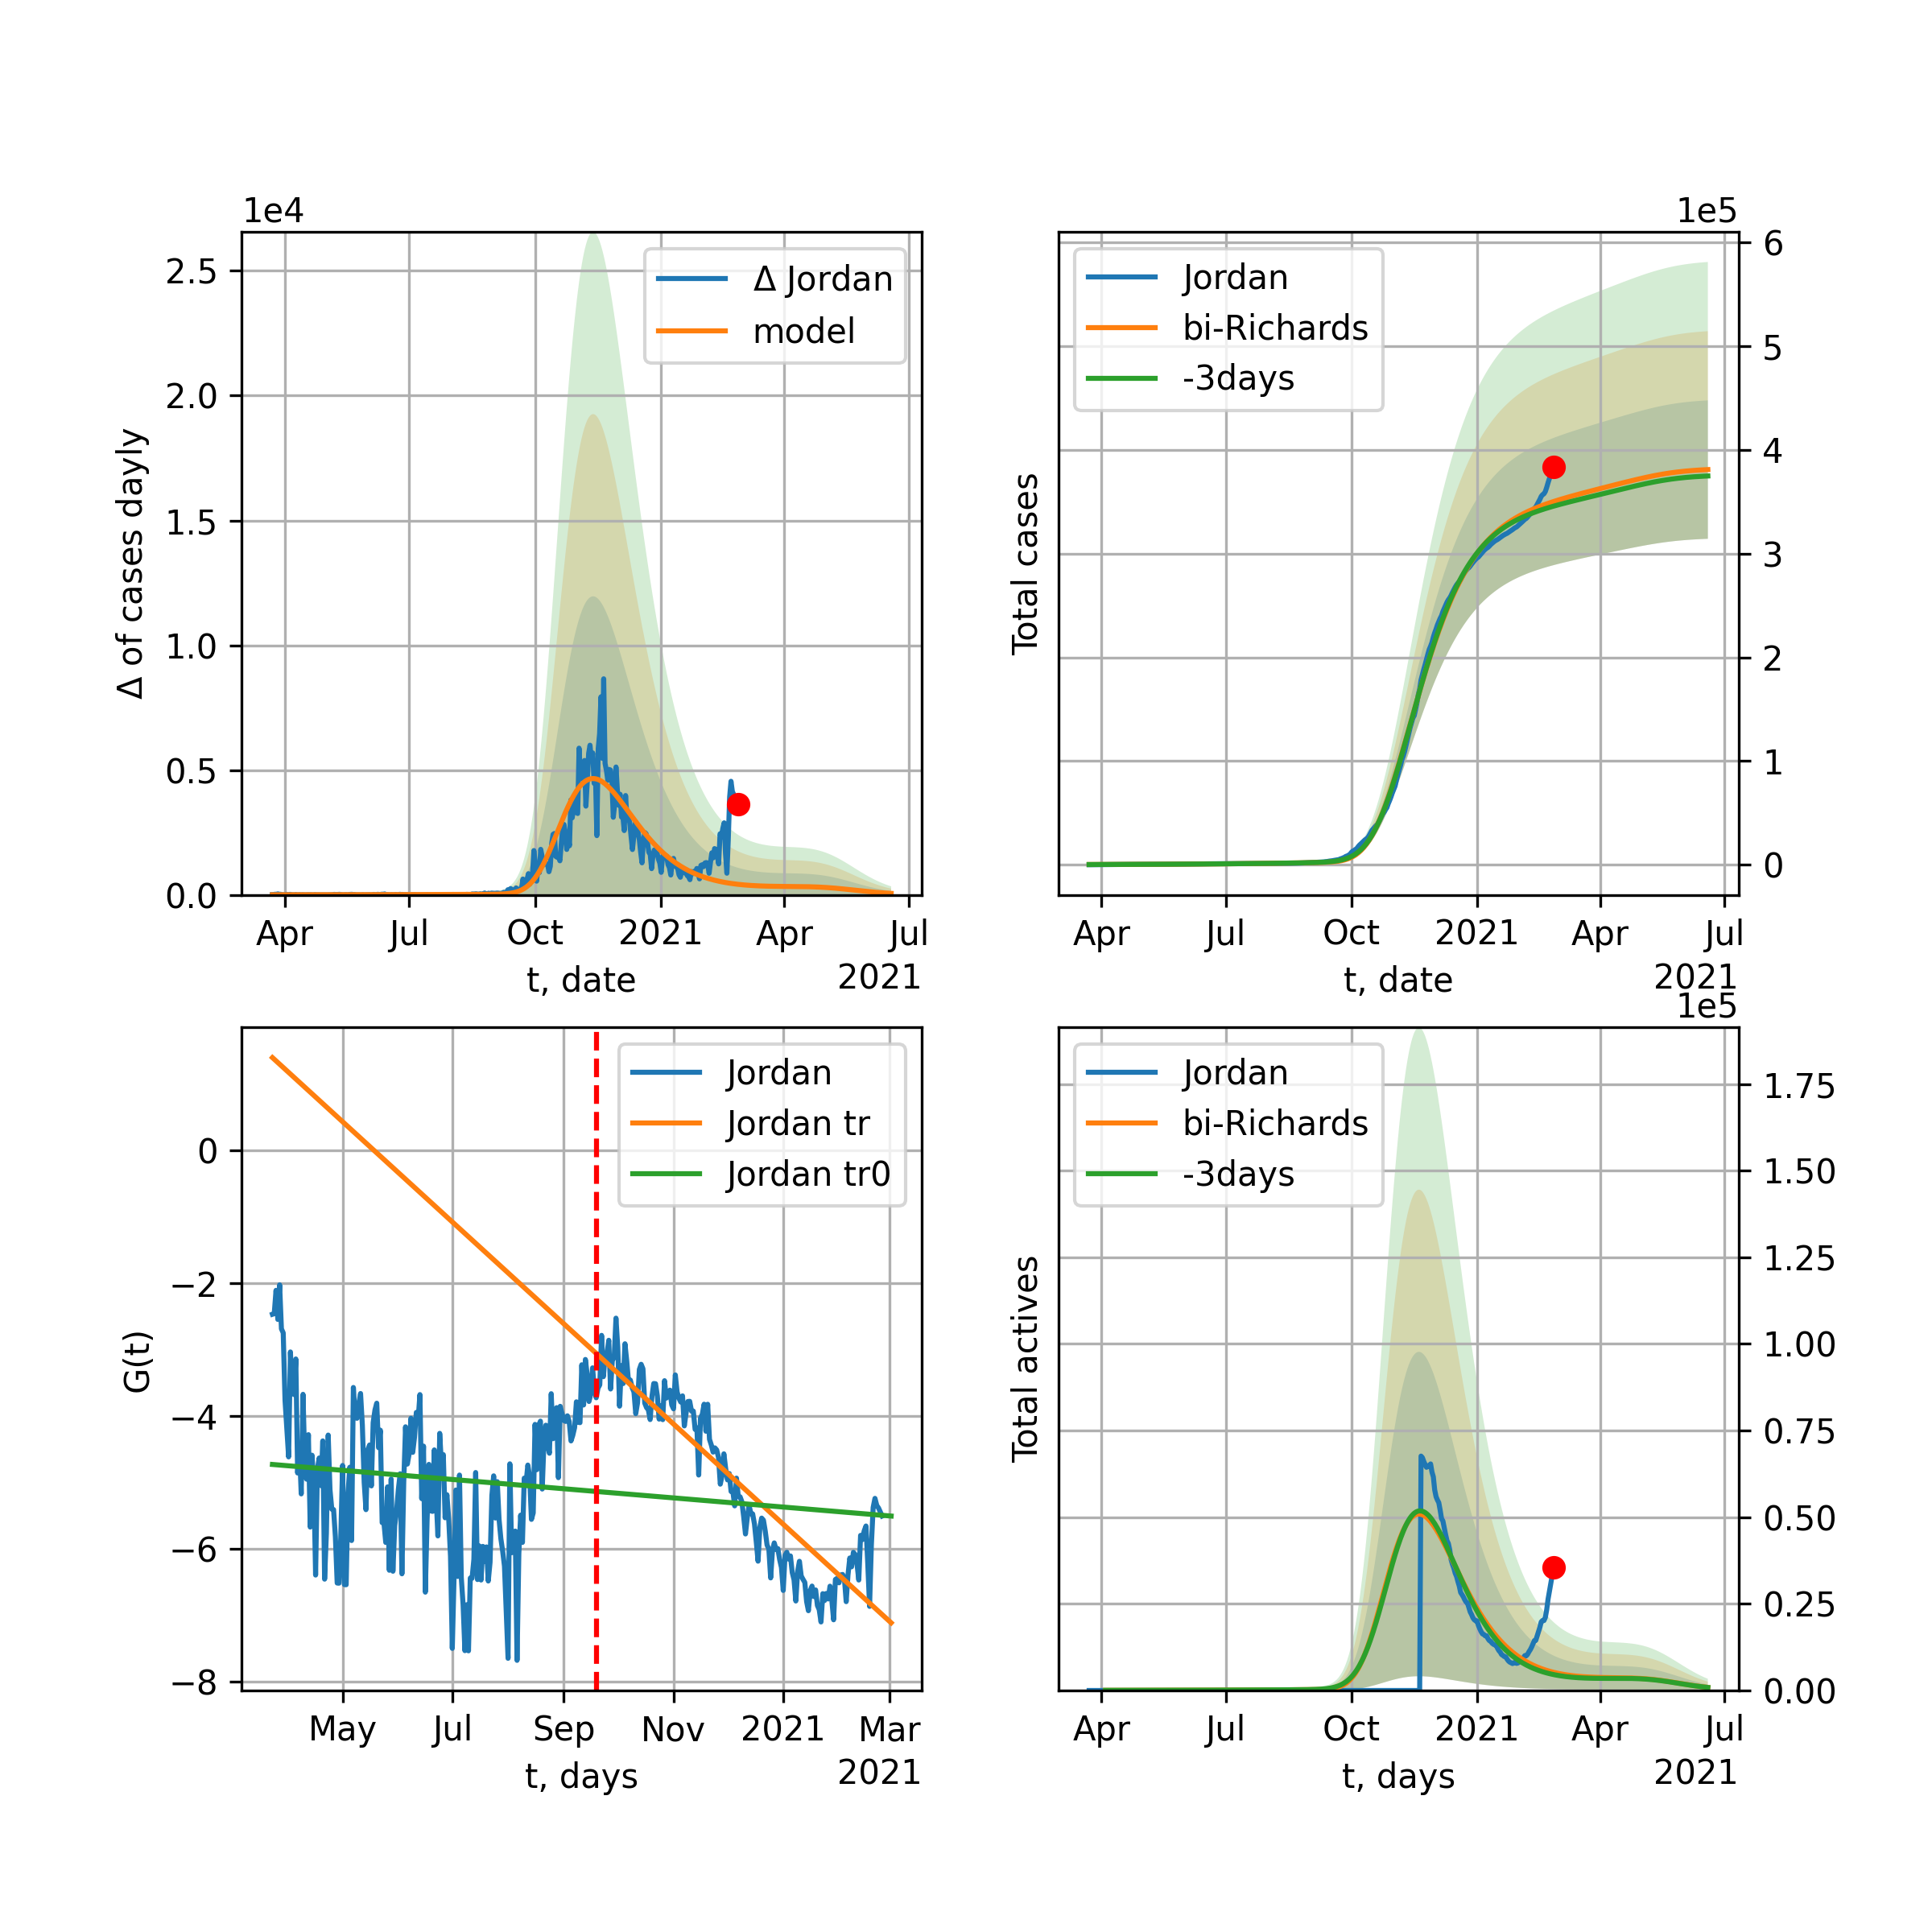 1e4
2.5
2.0
1.5
1.0
0.5
0.0
Δ of cases dayly
Δ Jordan
model
Apr
Jul
Oct
2021
Apr
Jul
t, date
2021
1e5
Total cases
Jordan
bi-Richards
-3days
6
5
4
3
2
1
0
Apr
Jul
Oct
2021
Apr
Jul
t, date
2021
G(t)
0
−2
−4
−6
−8
Jordan
Jordan tr
Jordan tr0
May
Jul
Sep
Nov
2021
Mar
t, days
2021
1e5
Total actives
Jordan
bi-Richards
-3days
1.75
1.50
1.25
1.00
0.75
0.50
0.25
0.00
Apr
Jul
Oct
2021
Apr
Jul
t, days
2021